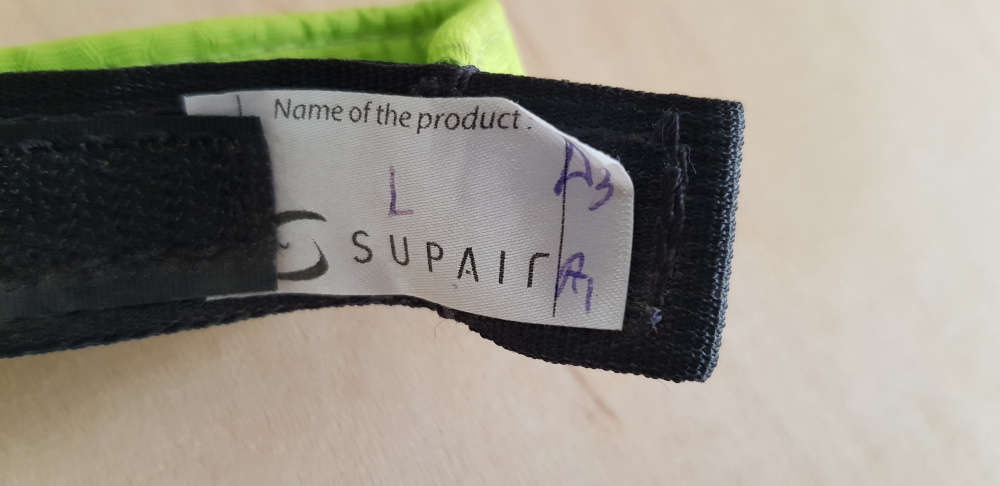 Name of the product .
L
SUPAIR
A3
A1